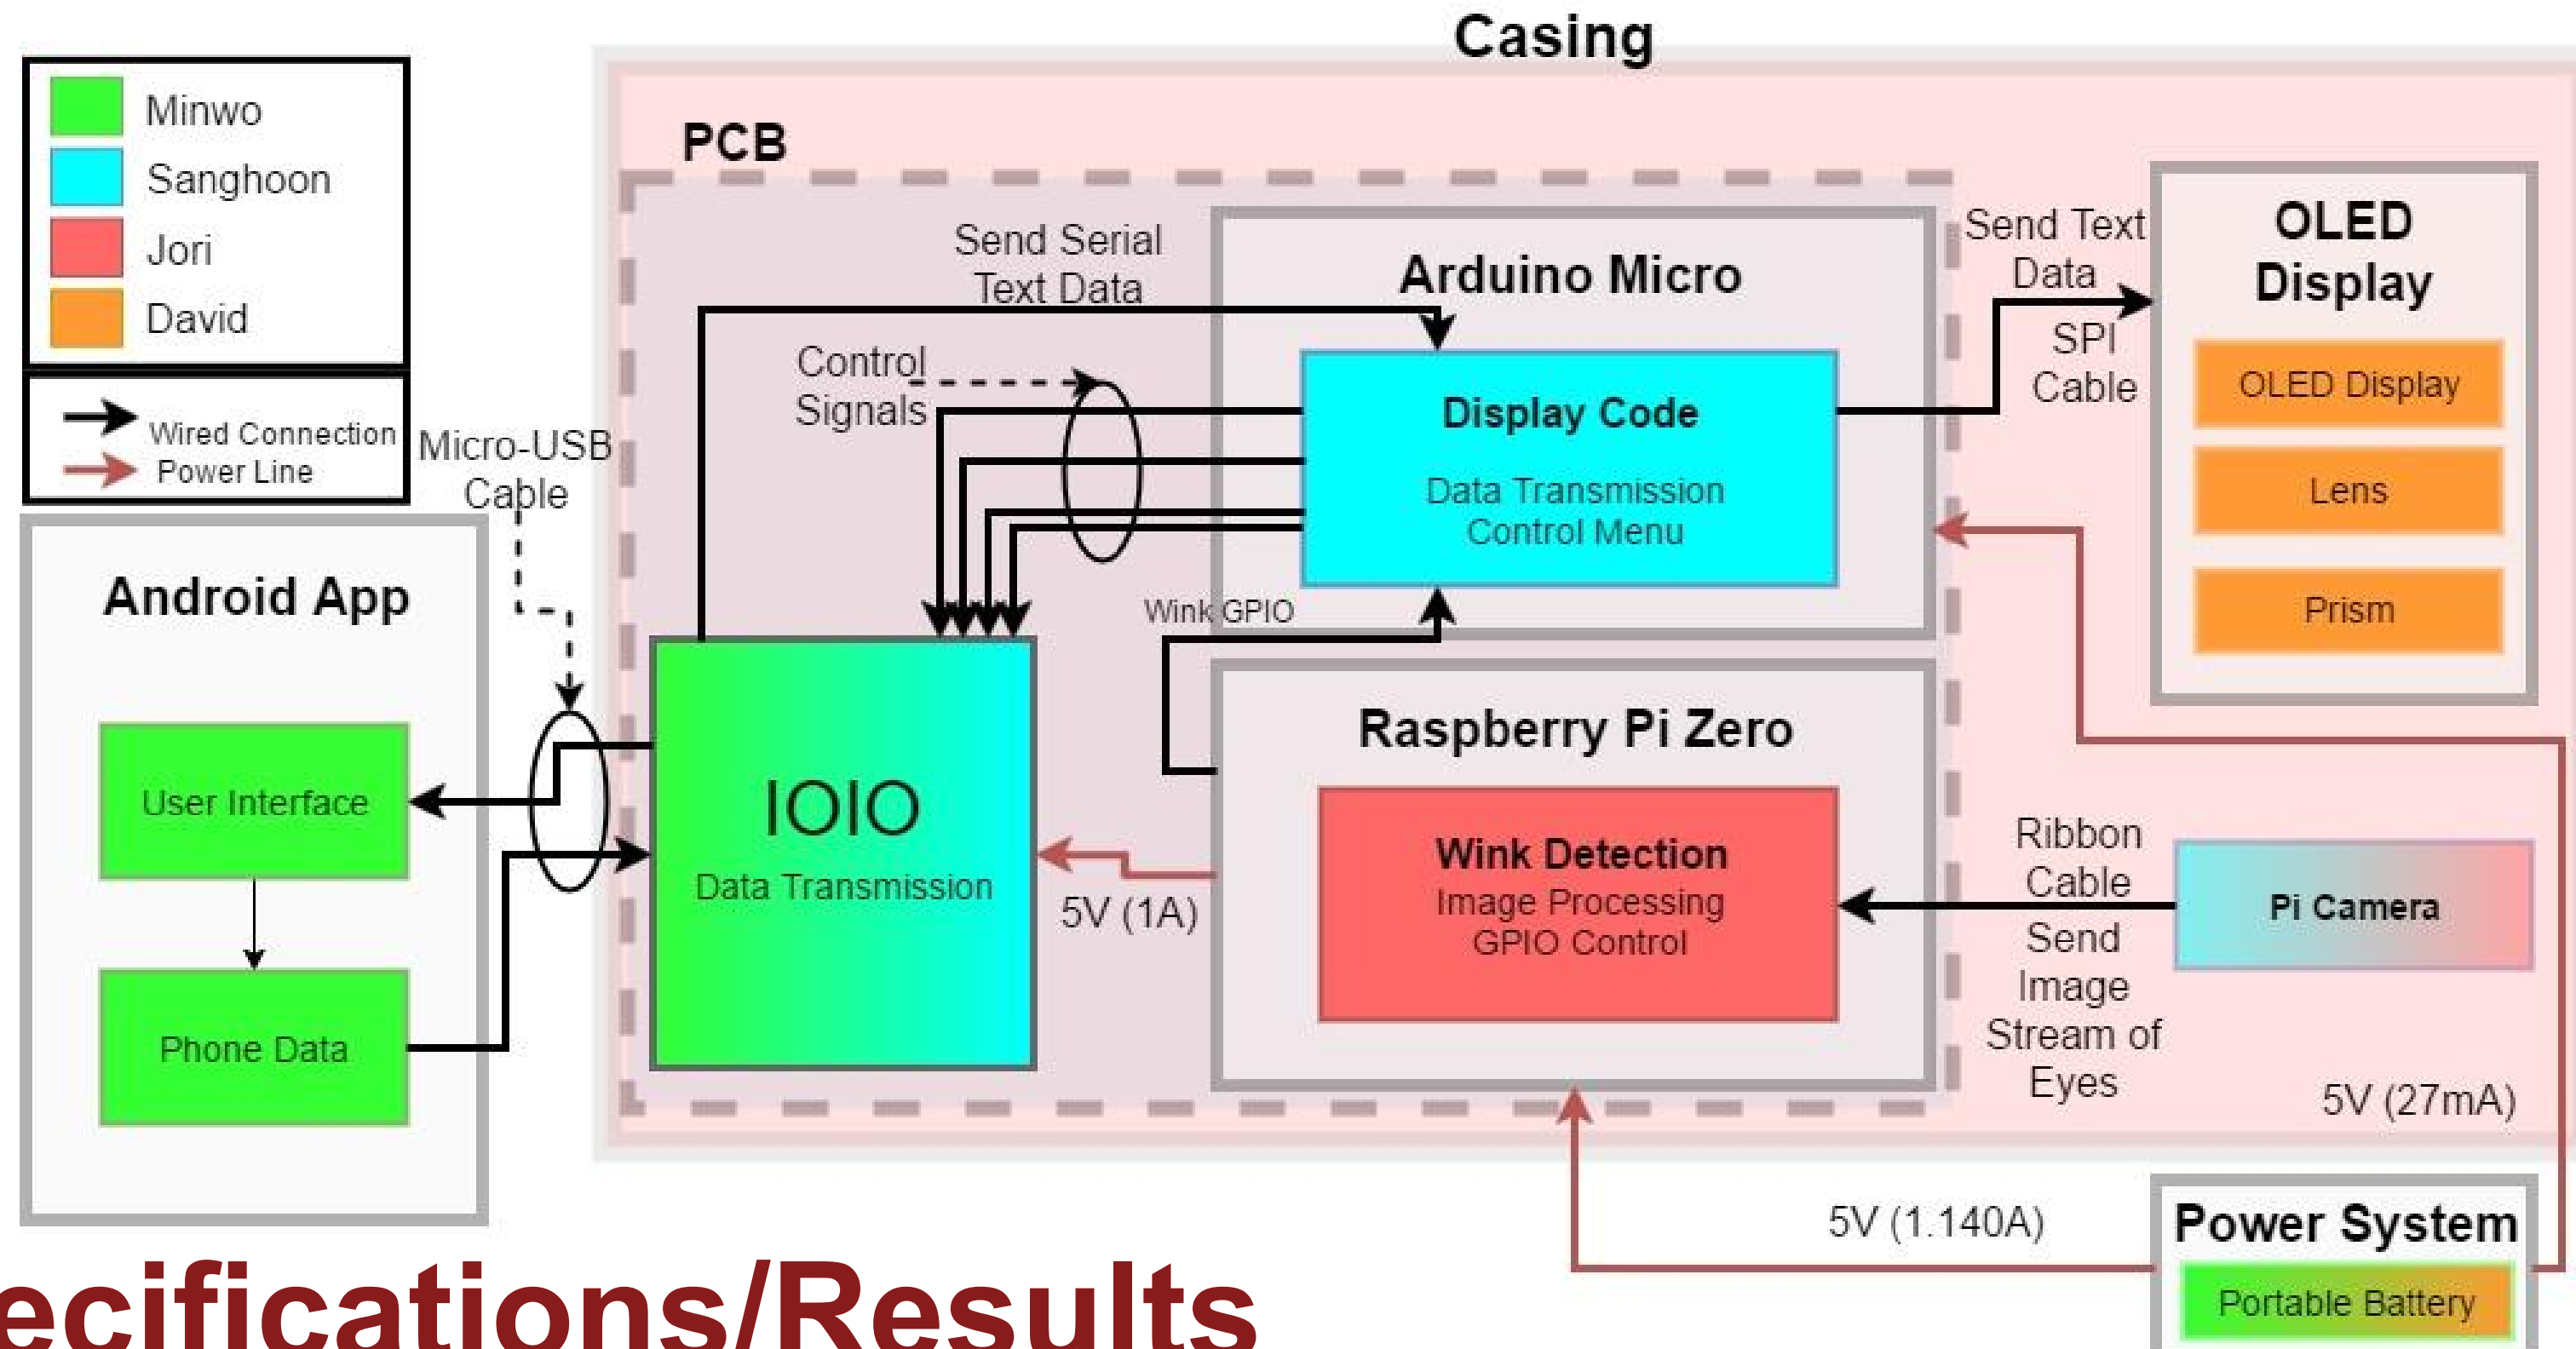 Casing
Minwo
Sanghoon
Jori
David
Wired Connection
Power Line
Micro-USB
Cable
Android App
User Interface
Phone Data
PCB
Send Serial
Text Data
Control
Signals
Arduino Micro
Display Code
Data Transmission
Control Menu
Wink GPIO
IOIO
Data Transmission
5V (1A)
Raspberry Pi Zero
Wink Detection
Image Processing
GPIO Control
Send Text
Data
SPI
Cable
OLED
Display
OLED Display
Lens
Prism
Ribbon
Cable
Send
Image
Stream of
Eyes
Pi Camera
5V (27mA)
5V (1.140A)
Power System
Portable Battery
ecifications/Results